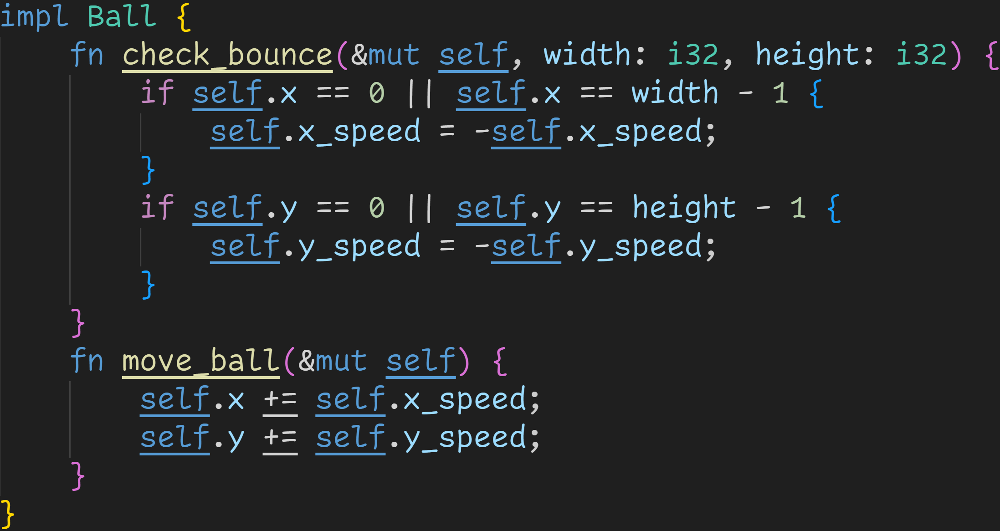 impl Ball {
    fn check_bounce(&mut self, width: i32, height: i32) {
        if self.x == 0 || self.x == width - 1 {
            self.x_speed = -self.x_speed;
        }
        if self.y == 0 || self.y == height - 1 {
            self.y_speed = -self.y_speed;
        }
    }
    fn move_ball(&mut self) {
        self.x += self.x_speed;
        self.y += self.y_speed;
    }
}